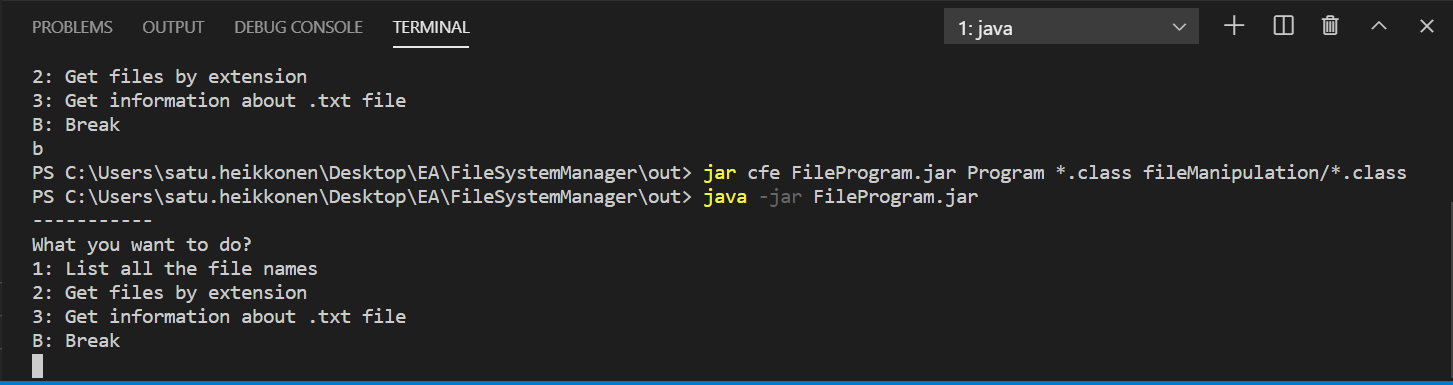 PROBLEMS OUTPUT DEBUG CONSOLE TERMINAL 1: java
2: Get files by extension
3: Get information about .txt file
B: Break
b
PS C:\Users\satu.heikkonen\Desktop\EA\FileSystemManager\out> jar cfe FileProgram.jar Program *.class fileManipulation/*.class
PS C:\Users\satu.heikkonen\Desktop\EA\FileSystemManager\out> java -jar FileProgram.jar
-----------
What you want to do?
1: List all the file names
2: Get files by extension
3: Get information about .txt file
B: Break